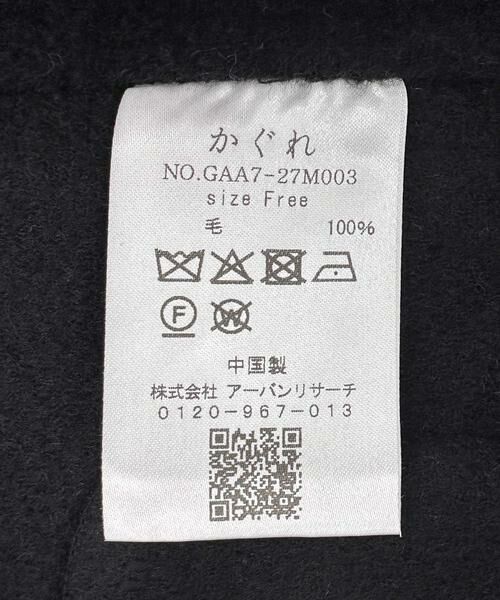 かぐれ
NO.GAA7-27M003
size Free
毛 100%
F W
中国製
株式会社 アーバンリサーチ
0120-967-013